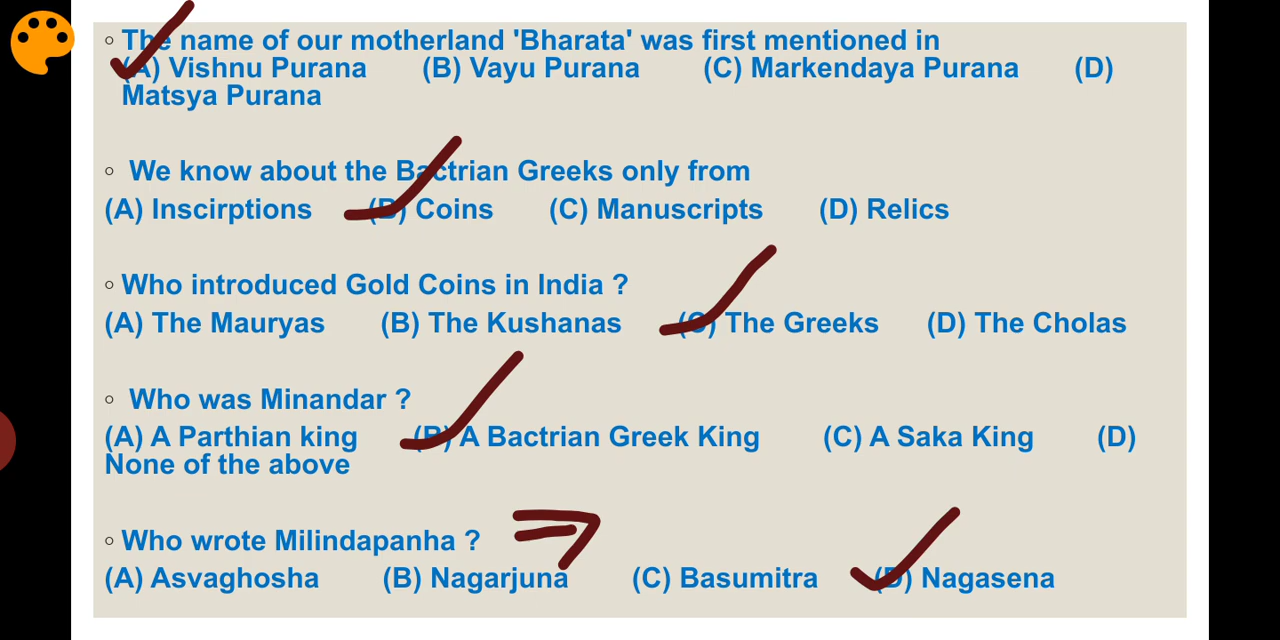 ◦ The name of our motherland 'Bharata' was first mentioned in
(A) Vishnu Purana (B) Vayu Purana (C) Markendaya Purana (D)
Matsya Purana
◦ We know about the Bactrian Greeks only from
(A) Inscirptions (B) Coins (C) Manuscripts (D) Relics
◦ Who introduced Gold Coins in India ?
(A) The Mauryas (B) The Kushanas (C) The Greeks (D) The Cholas
◦ Who was Minandar ?
(A) A Parthian king (B) A Bactrian Greek King (C) A Saka King (D)
None of the above
◦ Who wrote Milindapanha ?
(A) Asvaghosha (B) Nagarjuna (C) Basumitra (D) Nagasena